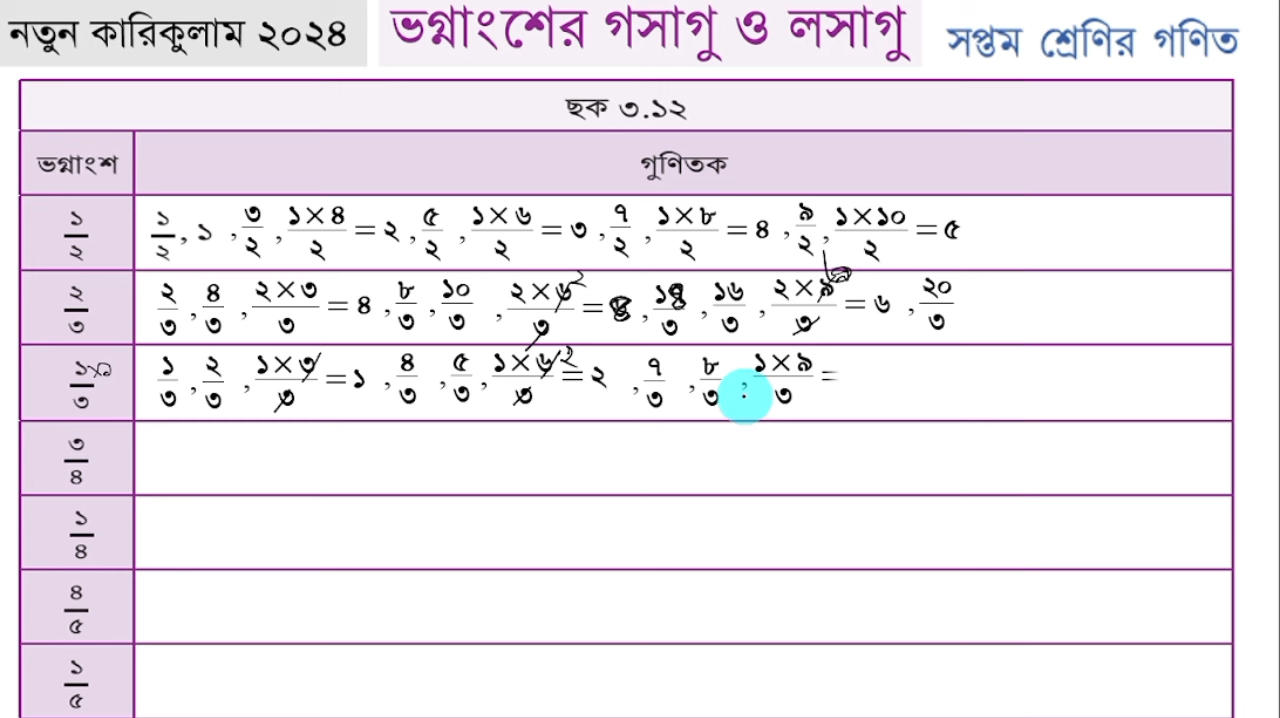 নতুন কারিকুলাম ২০২৪ ভগ্নাংশের গসাগু ও লসাগু সপ্তম শ্রেণির গণিত
ছক ৩.১২
ভগ্নাংশ গুণিতক
১/২ ১/২, ১, ৩/২, ১×৪/২ = ২, ৫/২, ১×৬/২ = ৩, ৭/২, ১×৮/২ = ৪, ৯/২, ১×১০/২ = ৫
২/৩ ২/৩, ৪/৩, ২×৩/৩ = ৪, ৮/৩, ১০/৩, ২×৬/৩ =, ১৬/৩, ২×৯/৩ = ৬, ২০/৩
১/৩ ১/৩, ২/৩, ১×৩/৩ = ১, ৪/৩, ৫/৩, ১×৬/৩ = ২, ৭/৩, ৮/৩, ১×৯/৩ =
৩/৪
১/৪
৪/৫
১/৫